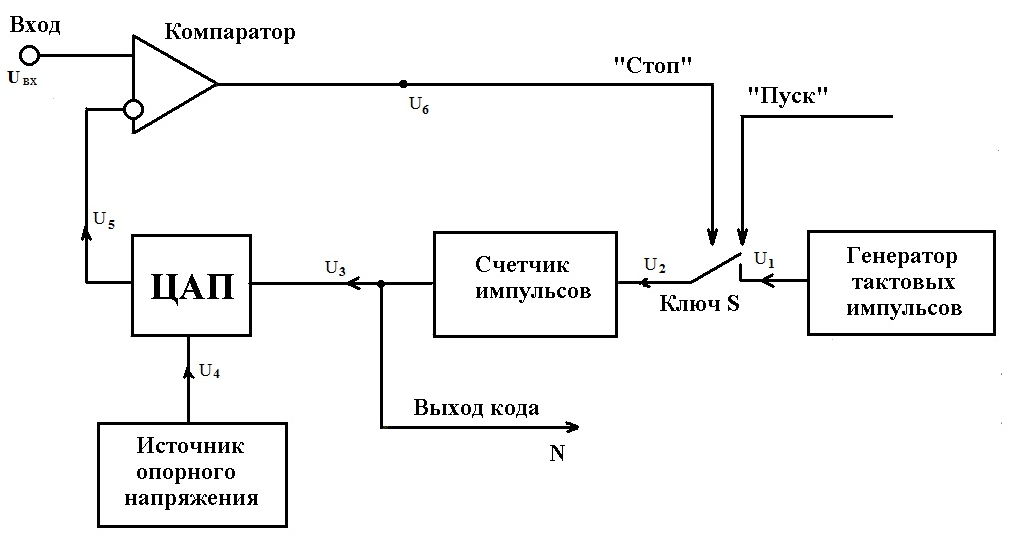 Вход
Компаратор
U вх
"Стоп"
U6
"Пуск"
U5
ЦАП
U3
Счетчик
импульсов
U2
Ключ S
U1
Генератор
тактовых
импульсов
U4
Выход кода
N
Источник
опорного
напряжения